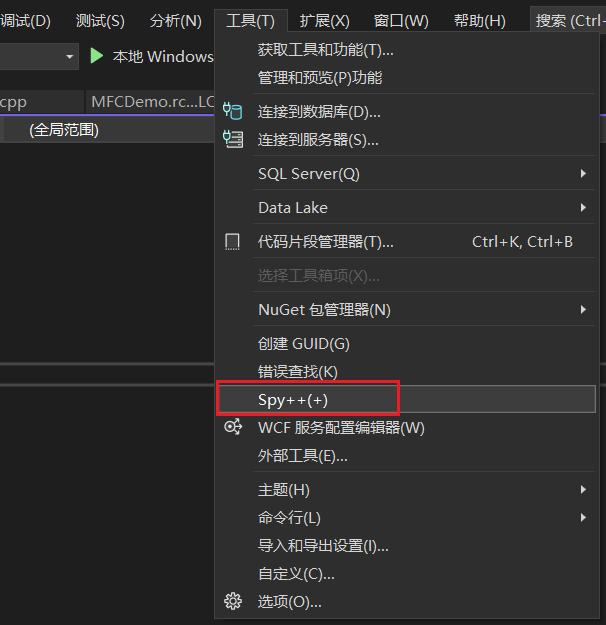 调试(D) 测试(S) 分析(N) 工具(T) 扩展(X) 窗口(W) 帮助(H) 搜索 (Ctrl-
本地 Windows
cpp MFCDemo.rc...LC
(全局范围)
获取工具和功能(T)...
管理和预览(P)功能
连接到数据库(D)...
连接到服务器(S)...
SQL Server(Q)
Data Lake
代码片段管理器(T)... Ctrl+K, Ctrl+B
选择工具箱项(X)...
NuGet 包管理器(N)
创建 GUID(G)
错误查找(K)
Spy++(+)
WCF 服务配置编辑器(W)
外部工具(E)...
主题(H)
命令行(L)
导入和导出设置(I)...
自定义(C)...
选项(O)...